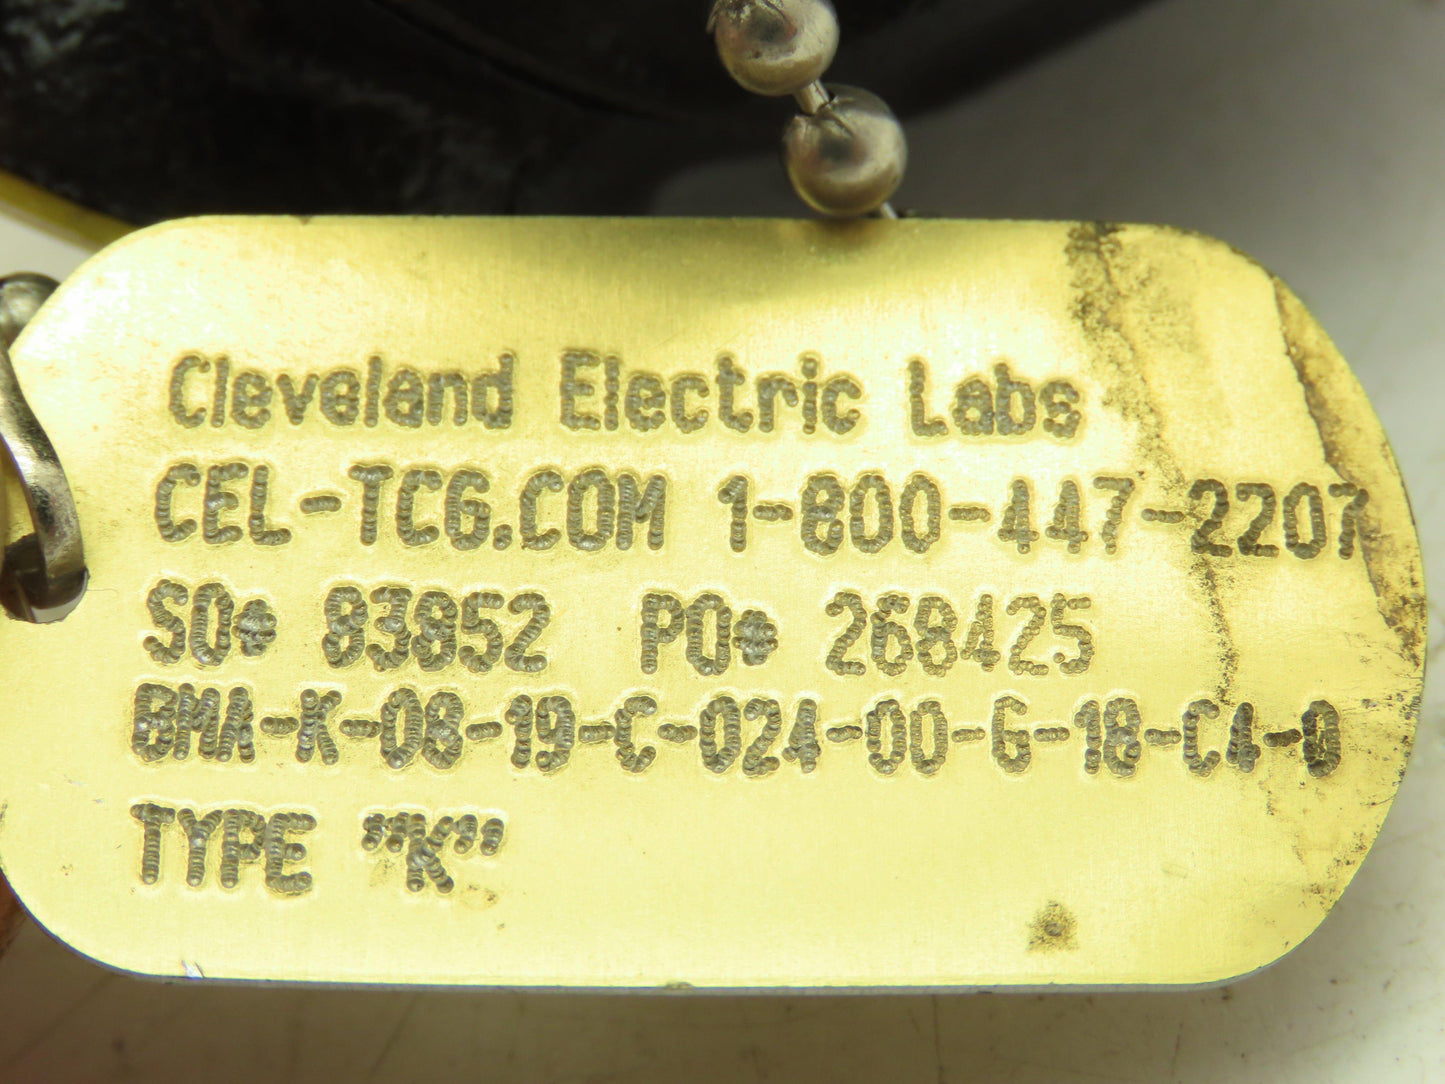 Cleveland Electric Labs
CEL-TCG.COM 1-800-447-2207
SO# 83852 PO# 268425
BMA-K-08-19-C-024-00-G-18-C4-0
TYPE "K"